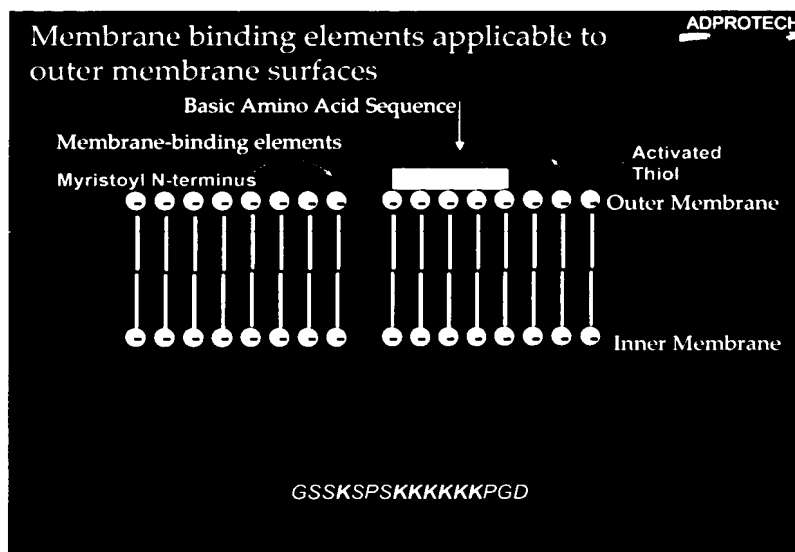 Membrane binding elements applicable to
outer membrane surfaces
ADPROTECH
Basic Amino Acid Sequence
Membrane-binding elements
Myristoyl N-terminus
Activated
Thiol
Outer Membrane
Inner Membrane
GSSKSPSKKKKKKPGD